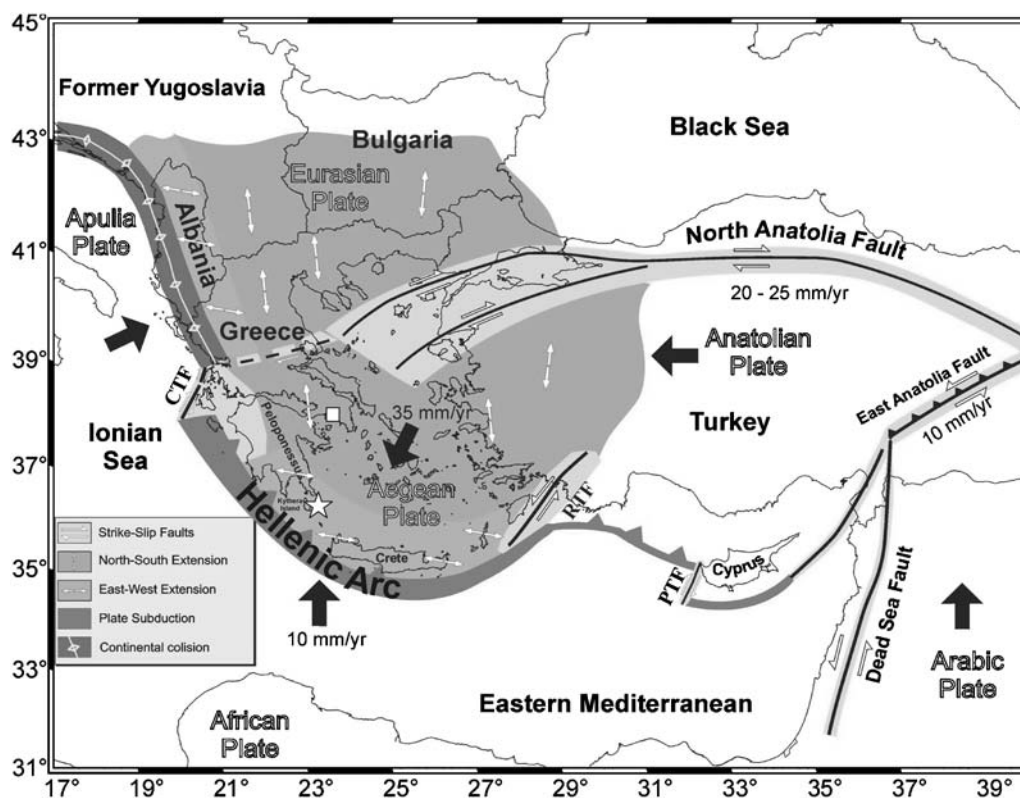 45°
43°
41°
39°
37°
35°
33°
31°
Former Yugoslavia
Bulgaria
Eurasian
Plate
Black Sea
Apulia
Plate
Albania
North Anatolia Fault
20 - 25 mm/yr
Greece
Anatolian
Plate
CTF
East Anatolia Fault
10 mm/yr
35 mm/yr
Turkey
Ionian
Sea
Peloponessus
Aegean
Plate
RTF
Kythera
Island
Hellenic Arc
Crete
Cyprus
PTF
Dead Sea Fault
10 mm/yr
Arabic
Plate
Eastern Mediterranean
African
Plate
Strike-Slip Faults
North-South Extension
East-West Extension
Plate Subduction
Continental colision
17° 19° 21° 23° 25° 27° 29° 31° 33° 35° 37° 39°